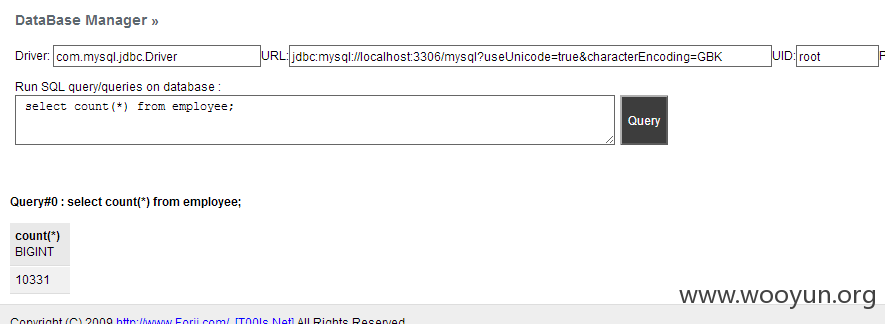 DataBase Manager »
Driver: com.mysql.jdbc.Driver URL: jdbc:mysql://localhost:3306/mysql?useUnicode=true&characterEncoding=GBK UID: root
Run SQL query/queries on database :
select count(*) from employee;
Query
Query#0 : select count(*) from employee;
count(*)
BIGINT
10331
www.wooyun.org
Copyright (C) 2009 http://www.Forjj.com/ [T00ls.Net] All Rights Reserved